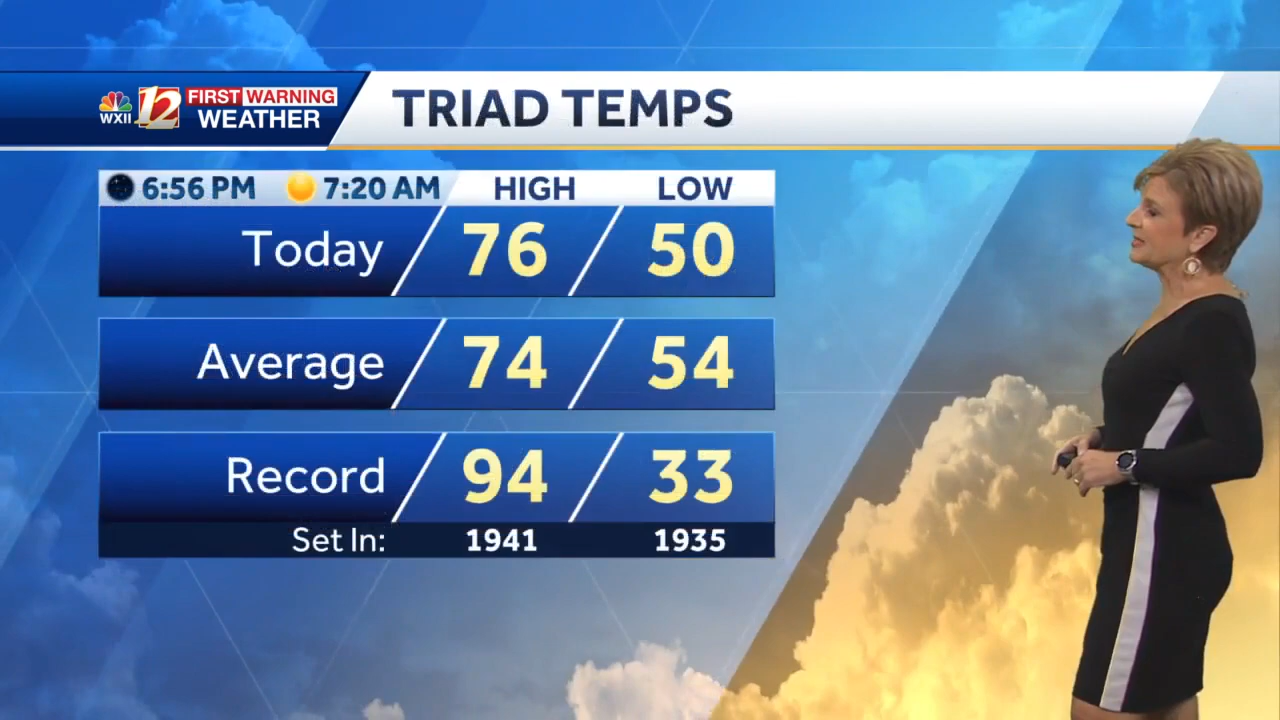 WXII 12 FIRST WARNING WEATHER
TRIAD TEMPS
6:56 PM 7:20 AM HIGH LOW
Today 76 50
Average 74 54
Record 94 33
Set In: 1941 1935